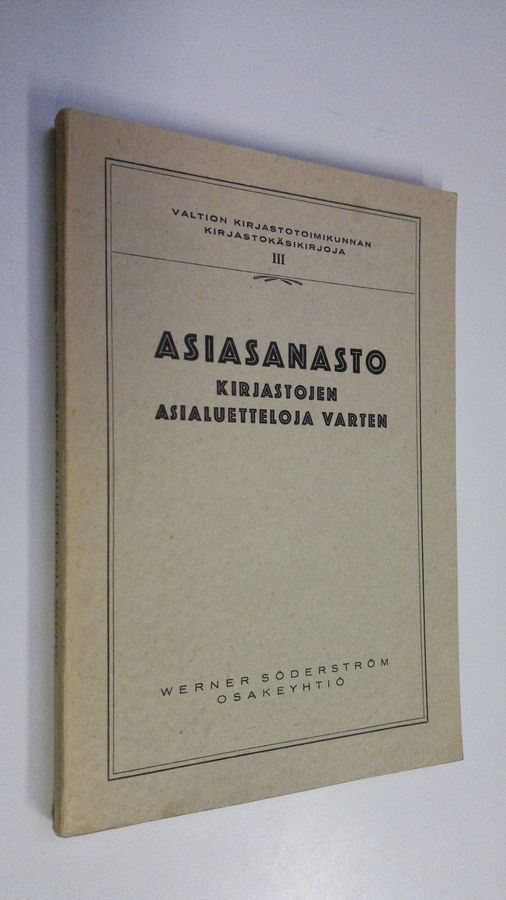 VALTION KIRJASTOTOIMIKUNNAN
KIRJASTOKÄSIKIRJOJA
III
ASIASANASTO
KIRJASTOJEN
ASIALUETTELOJA VARTEN
WERNER SÖDERSTRÖM
OSAKEYHTIÖ